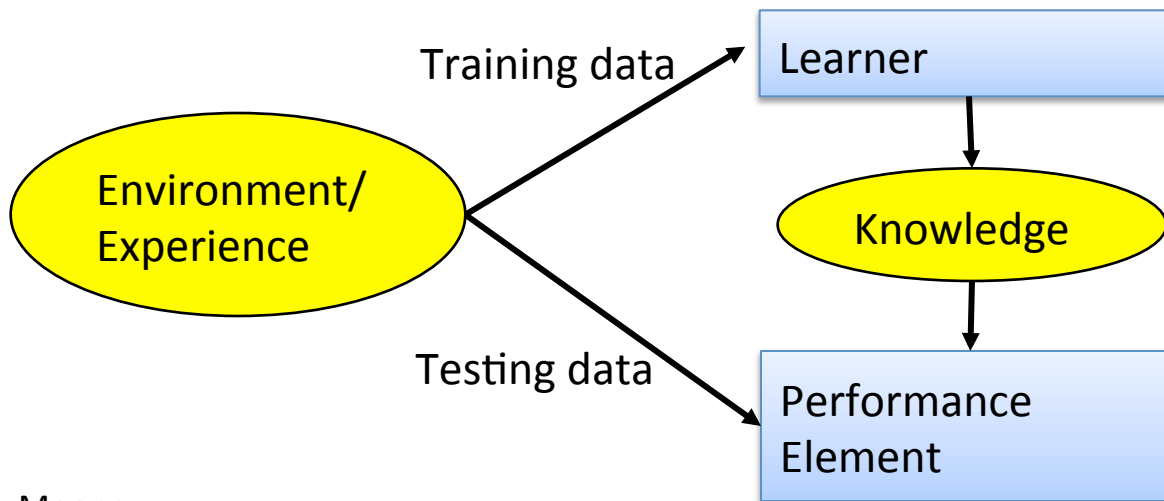 Training data
Learner
Environment/
Experience
Knowledge
Testing data
Performance
Element